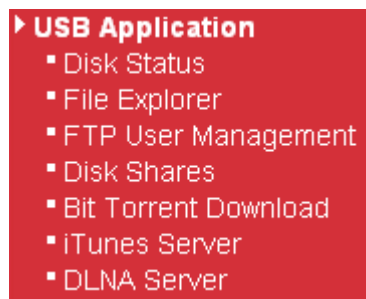 USB Application
Disk Status
File Explorer
FTP User Management
Disk Shares
Bit Torrent Download
iTunes Server
DLNA Server